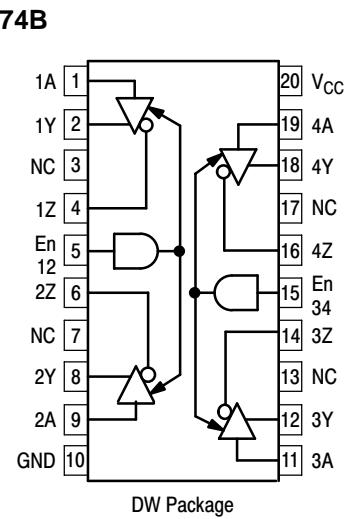 74B
1A 1
1Y 2
NC 3
1Z 4
En 12 5
2Z 6
NC 7
2Y 8
2A 9
GND 10
20 VCC
19 4A
18 4Y
17 NC
16 4Z
15 En 34
14 3Z
13 NC
12 3Y
11 3A
DW Package